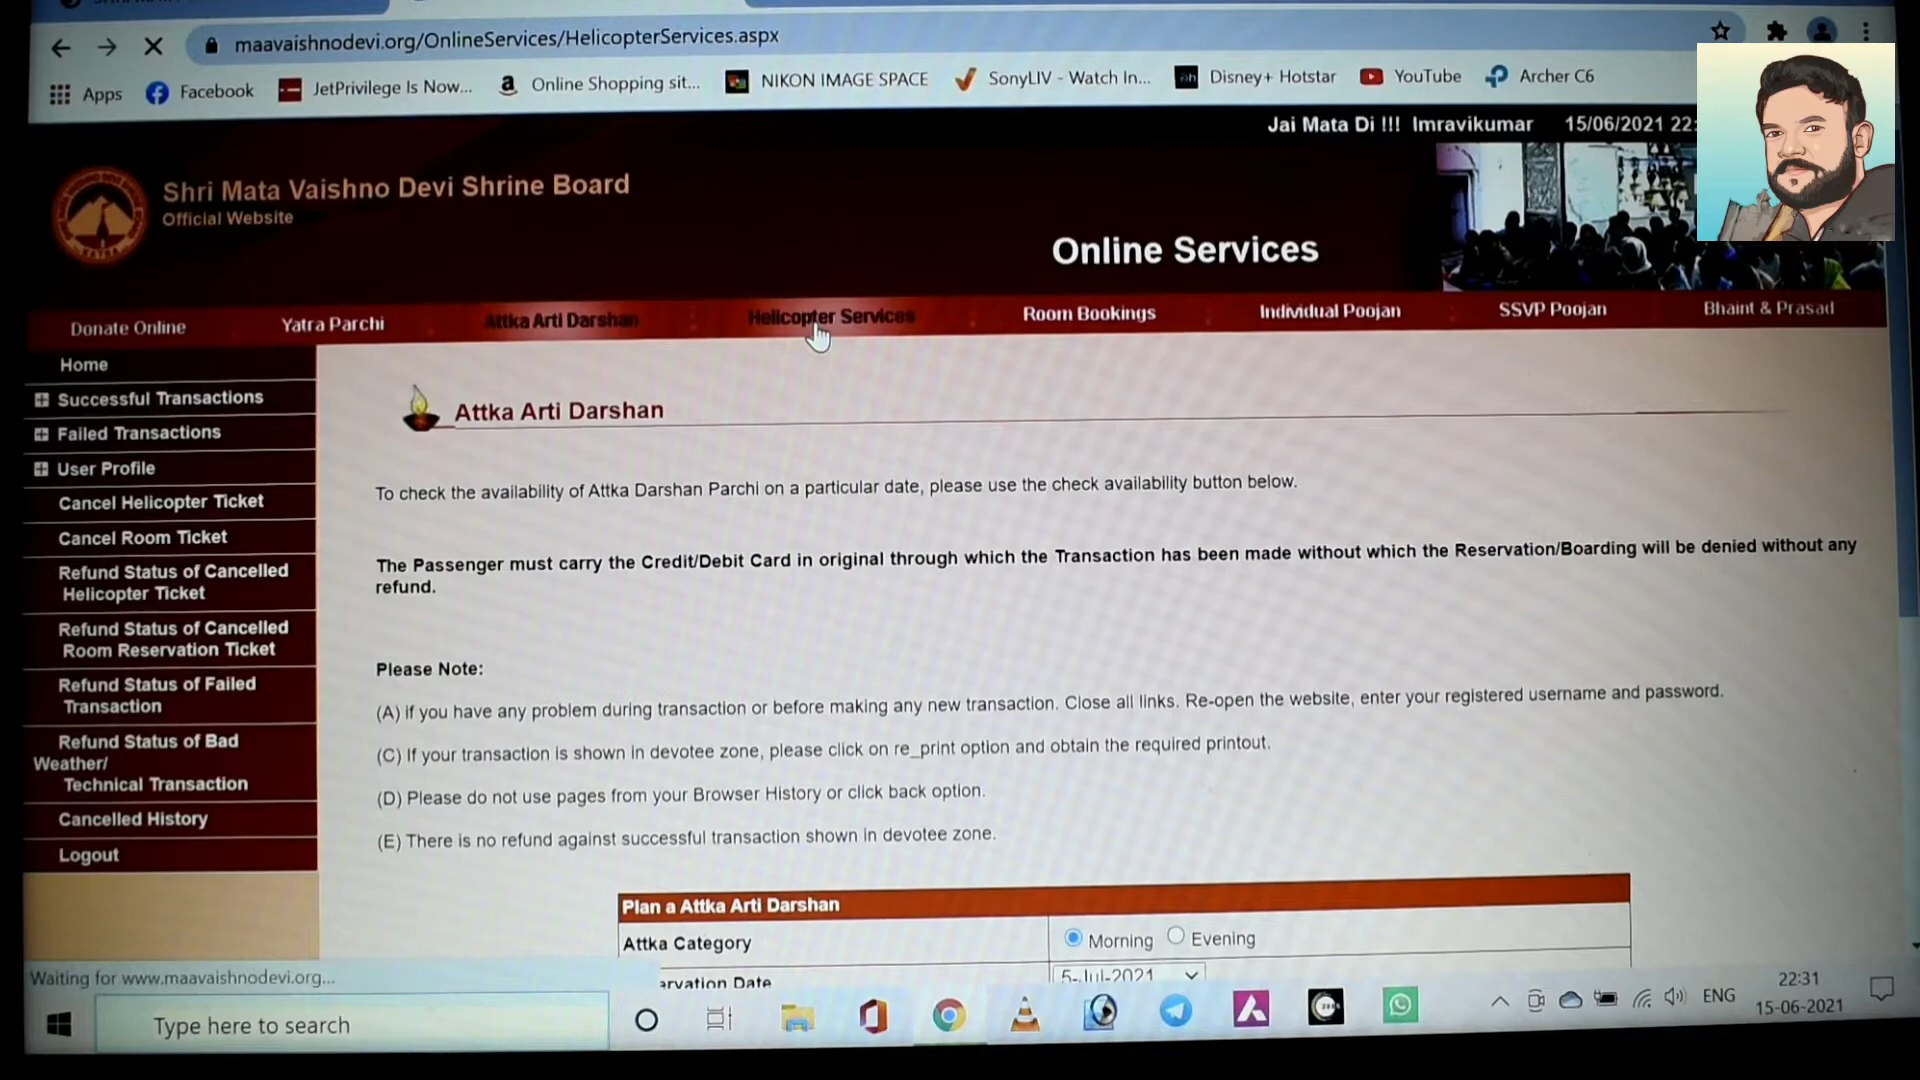 maavaishnodevi.org/OnlineServices/HelicopterServices.aspx
Apps
Facebook
JetPrivilege Is Now...
Online Shopping sit...
NIKON IMAGE SPACE
SonyLIV - Watch In...
Disney+ Hotstar
YouTube
Archer C6
Jai Mata Di !!! Imravikumar 15/06/2021 22:
Shri Mata Vaishno Devi Shrine Board
Official Website
Online Services
Donate Online
Yatra Parchi
Attka Arti Darshan
Helicopter Services
Room Bookings
Individual Poojan
SSVP Poojan
Bhaint & Prasad
Home
Successful Transactions
Failed Transactions
User Profile
Cancel Helicopter Ticket
Cancel Room Ticket
Refund Status of Cancelled
Helicopter Ticket
Refund Status of Cancelled
Room Reservation Ticket
Refund Status of Failed
Transaction
Refund Status of Bad
Weather/
Technical Transaction
Cancelled History
Logout
Attka Arti Darshan
To check the availability of Attka Darshan Parchi on a particular date, please use the check availability button below.
The Passenger must carry the Credit/Debit Card in original through which the Transaction has been made without which the Reservation/Boarding will be denied without any
refund.
Please Note:
(A) if you have any problem during transaction or before making any new transaction. Close all links. Re-open the website, enter your registered username and password.
(C) If your transaction is shown in devotee zone, please click on re_print option and obtain the required printout.
(D) Please do not use pages from your Browser History or click back option.
(E) There is no refund against successful transaction shown in devotee zone.
Plan a Attka Arti Darshan
Attka Category
Morning
Evening
ervation Date
5-Jul-2021
Waiting for www.maavaishnodevi.org...
Type here to search
ENG
22:31
15-06-2021